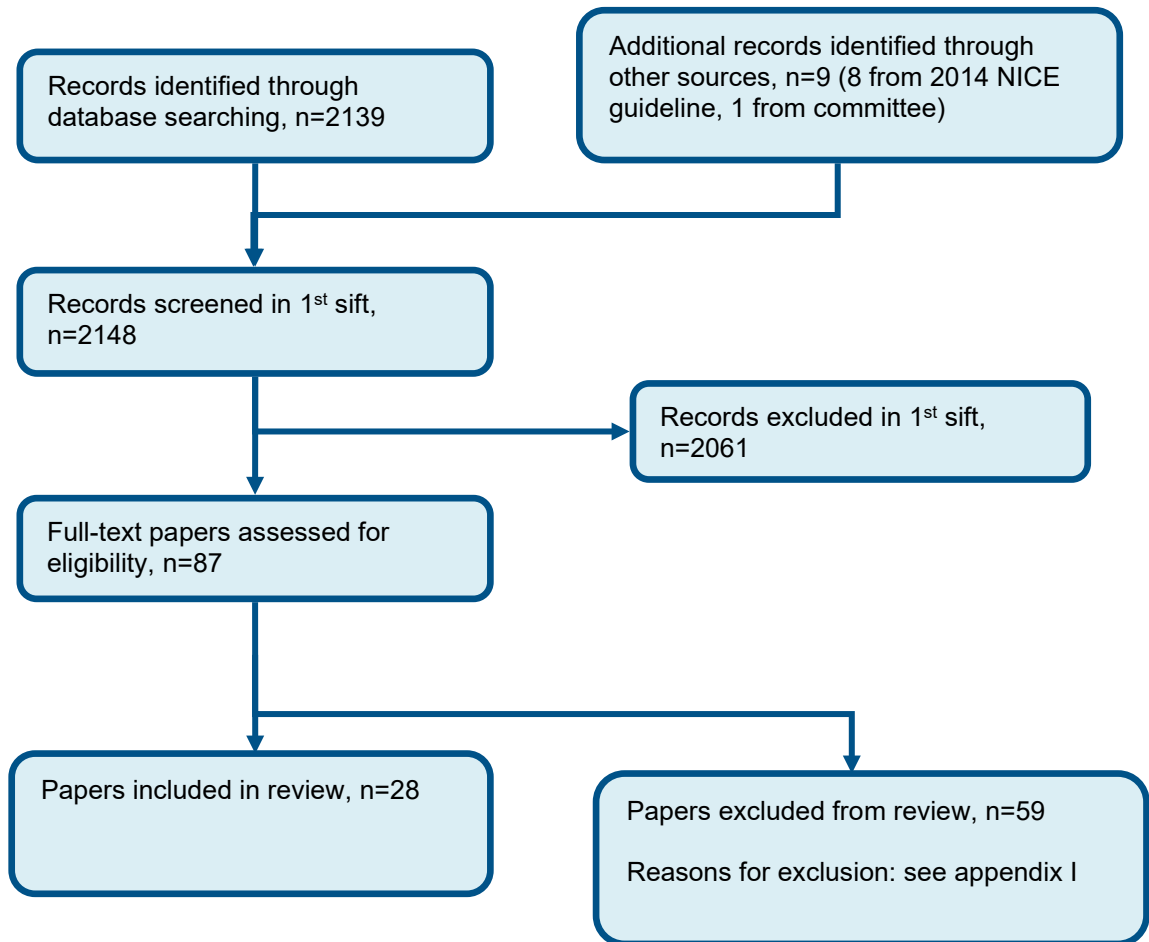 Records identified through
database searching, n=2139
Additional records identified through
other sources, n=9 (8 from 2014 NICE
guideline, 1 from committee)
Records screened in 1st sift,
n=2148
Records excluded in 1st sift,
n=2061
Full-text papers assessed for
eligibility, n=87
Papers included in review, n=28
Papers excluded from review, n=59
Reasons for exclusion: see appendix I